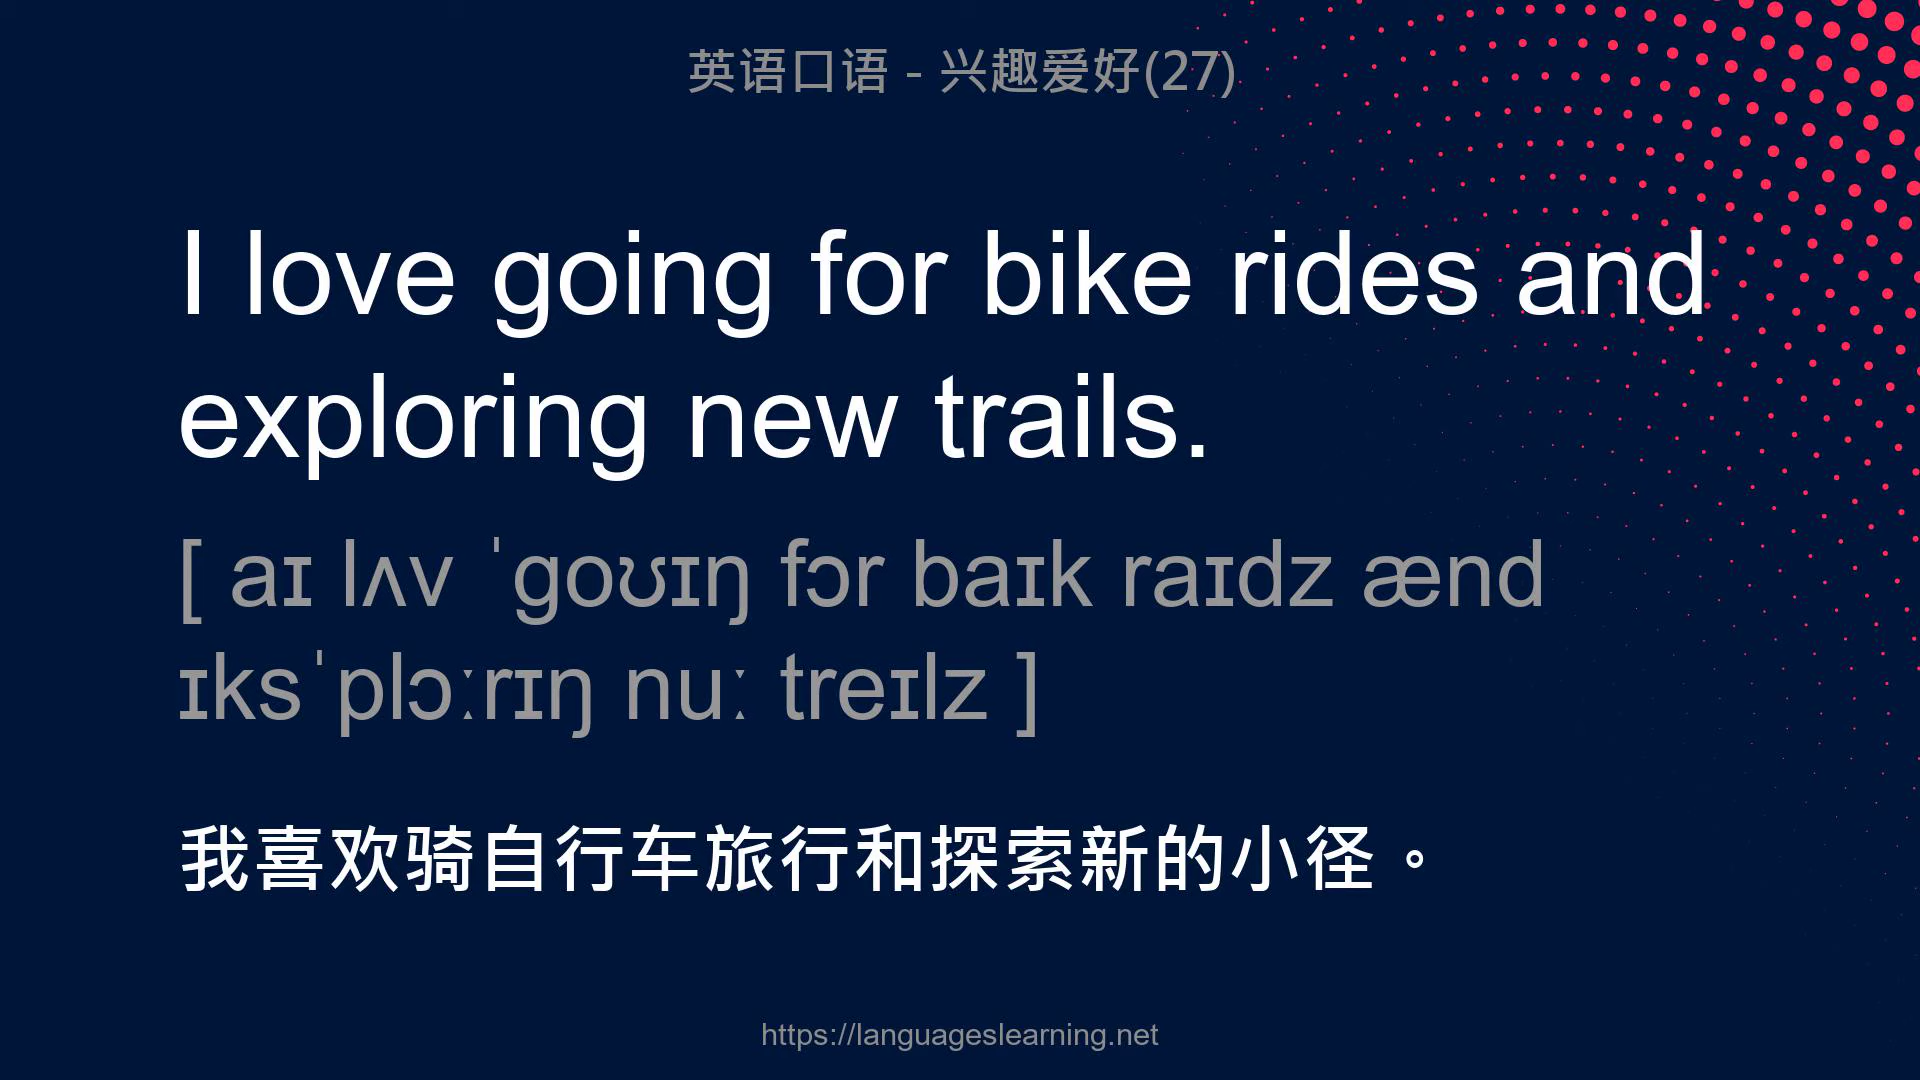 英语口语 - 兴趣爱好(27)
I love going for bike rides and
exploring new trails.
[ aɪ lʌv ˈɡoʊɪŋ fɔr baɪk raɪdz ænd
ɪksˈplɔːrɪŋ nuː treɪlz ]
我喜欢骑自行车旅行和探索新的小径。
https://languageslearning.net